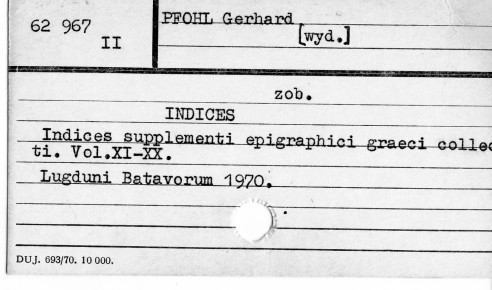 62 967
II
PFOHL Gerhard
[wyd.]
zob.
INDICES
Indices supplementi epigraphici graeci collec
ti. Vol.XI-XX.
Lugduni Batavorum 1970.
DUJ. 693/70. 10 000.